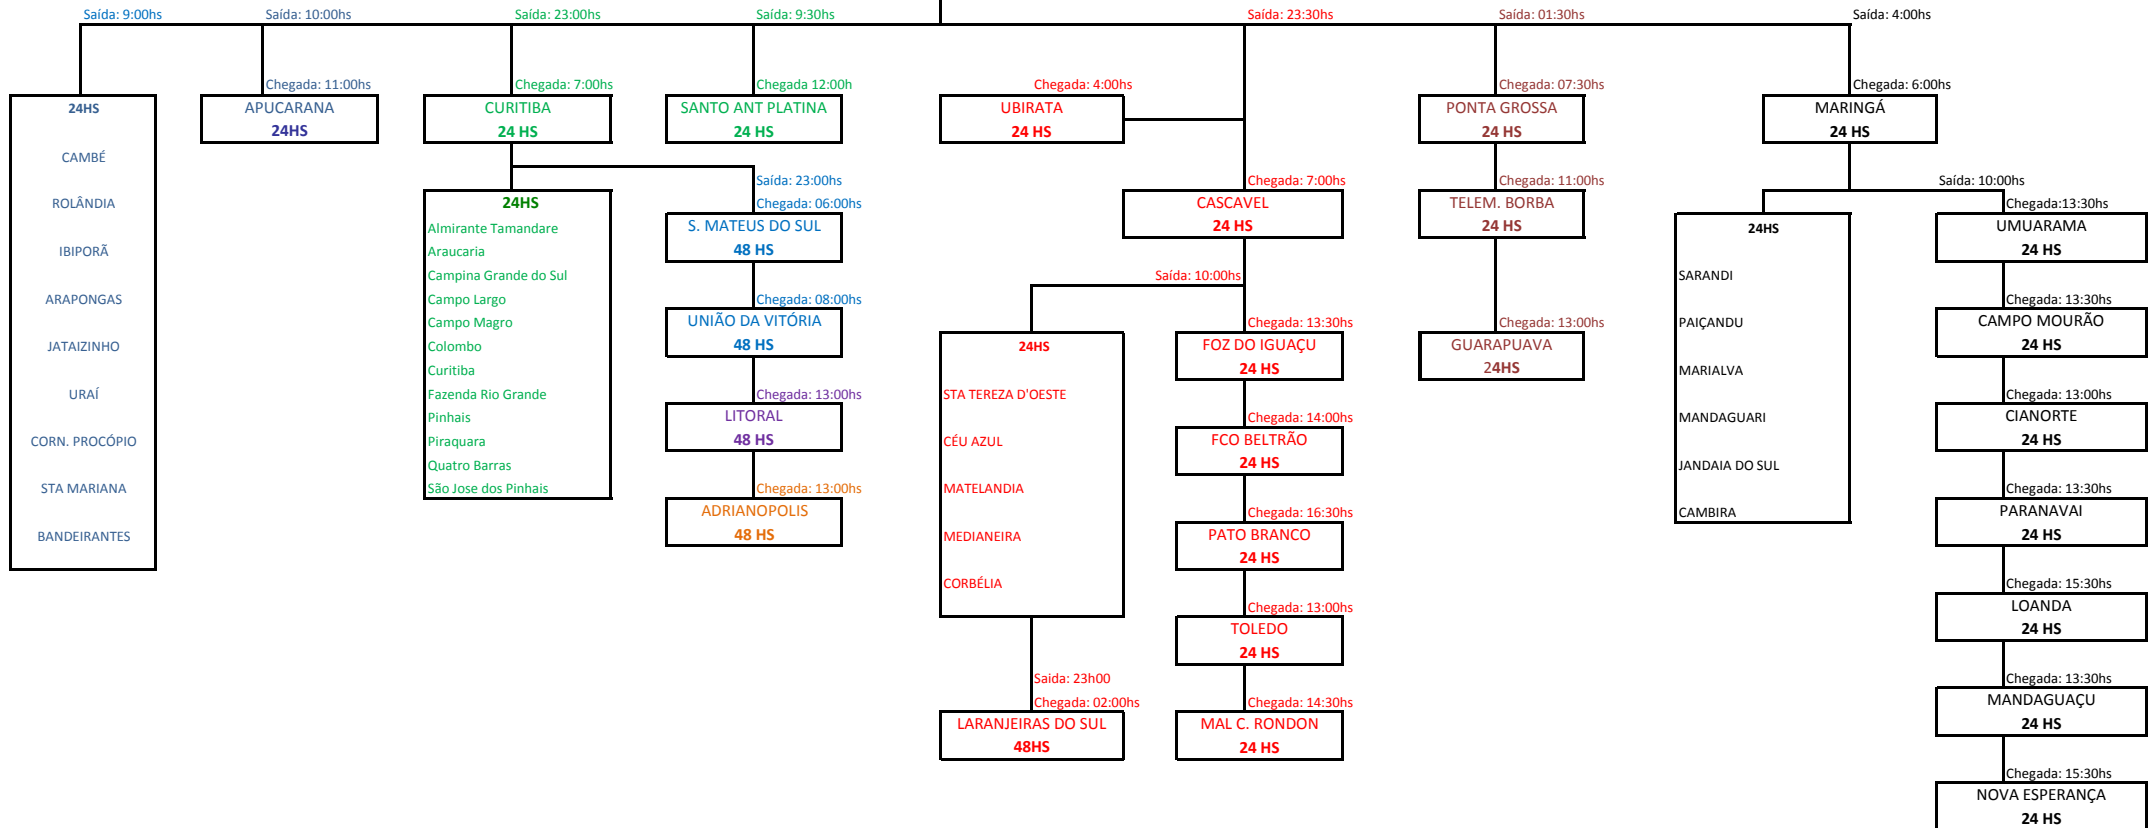 Saída: 9:00hs
Saída: 10:00hs
Saída: 23:00hs
Saída: 9:30hs
Saída: 23:30hs
Saída: 01:30hs
Saída: 4:00hs
24HS
CAMBÉ
ROLÂNDIA
IBIPORÃ
ARAPONGAS
JATAIZINHO
URAÍ
CORN. PROCÓPIO
STA MARIANA
BANDEIRANTES
Chegada: 11:00hs
APUCARANA
24HS
Chegada: 7:00hs
CURITIBA
24 HS
24HS
Almirante Tamandare
Araucaria
Campina Grande do Sul
Campo Largo
Campo Magro
Colombo
Curitiba
Fazenda Rio Grande
Pinhais
Piraquara
Quatro Barras
São Jose dos Pinhais
Chegada 12:00h
SANTO ANT PLATINA
24 HS
Saída: 23:00hs
Chegada: 06:00hs
S. MATEUS DO SUL
48 HS
Chegada: 08:00hs
UNIÃO DA VITÓRIA
48 HS
Chegada: 13:00hs
LITORAL
48 HS
Chegada: 13:00hs
ADRIANOPOLIS
48 HS
Chegada: 4:00hs
UBIRATA
24 HS
Chegada: 7:00hs
CASCAVEL
24 HS
Saída: 10:00hs
24HS
STA TEREZA D'OESTE
CÉU AZUL
MATELANDIA
MEDIANEIRA
CORBÉLIA
Saida: 23h00
Chegada: 02:00hs
LARANJEIRAS DO SUL
48HS
Chegada: 13:30hs
FOZ DO IGUAÇU
24 HS
Chegada: 14:00hs
FCO BELTRÃO
24 HS
Chegada: 16:30hs
PATO BRANCO
24 HS
Chegada: 13:00hs
TOLEDO
24 HS
Chegada: 14:30hs
MAL C. RONDON
24 HS
Chegada: 07:30hs
PONTA GROSSA
24 HS
Chegada: 11:00hs
TELEM. BORBA
24 HS
Chegada: 13:00hs
GUARAPUAVA
24HS
Chegada: 6:00hs
MARINGÁ
24 HS
24HS
SARANDI
PAIÇANDU
MARIALVA
MANDAGUARI
JANDAIA DO SUL
CAMBIRA
Saída: 10:00hs
Chegada:13:30hs
UMUARAMA
24 HS
Chegada: 13:30hs
CAMPO MOURÃO
24 HS
Chegada: 13:00hs
CIANORTE
24 HS
Chegada: 13:30hs
PARANAVAI
24 HS
Chegada: 15:30hs
LOANDA
24 HS
Chegada: 13:30hs
MANDAGUAÇU
24 HS
Chegada: 15:30hs
NOVA ESPERANÇA
24 HS